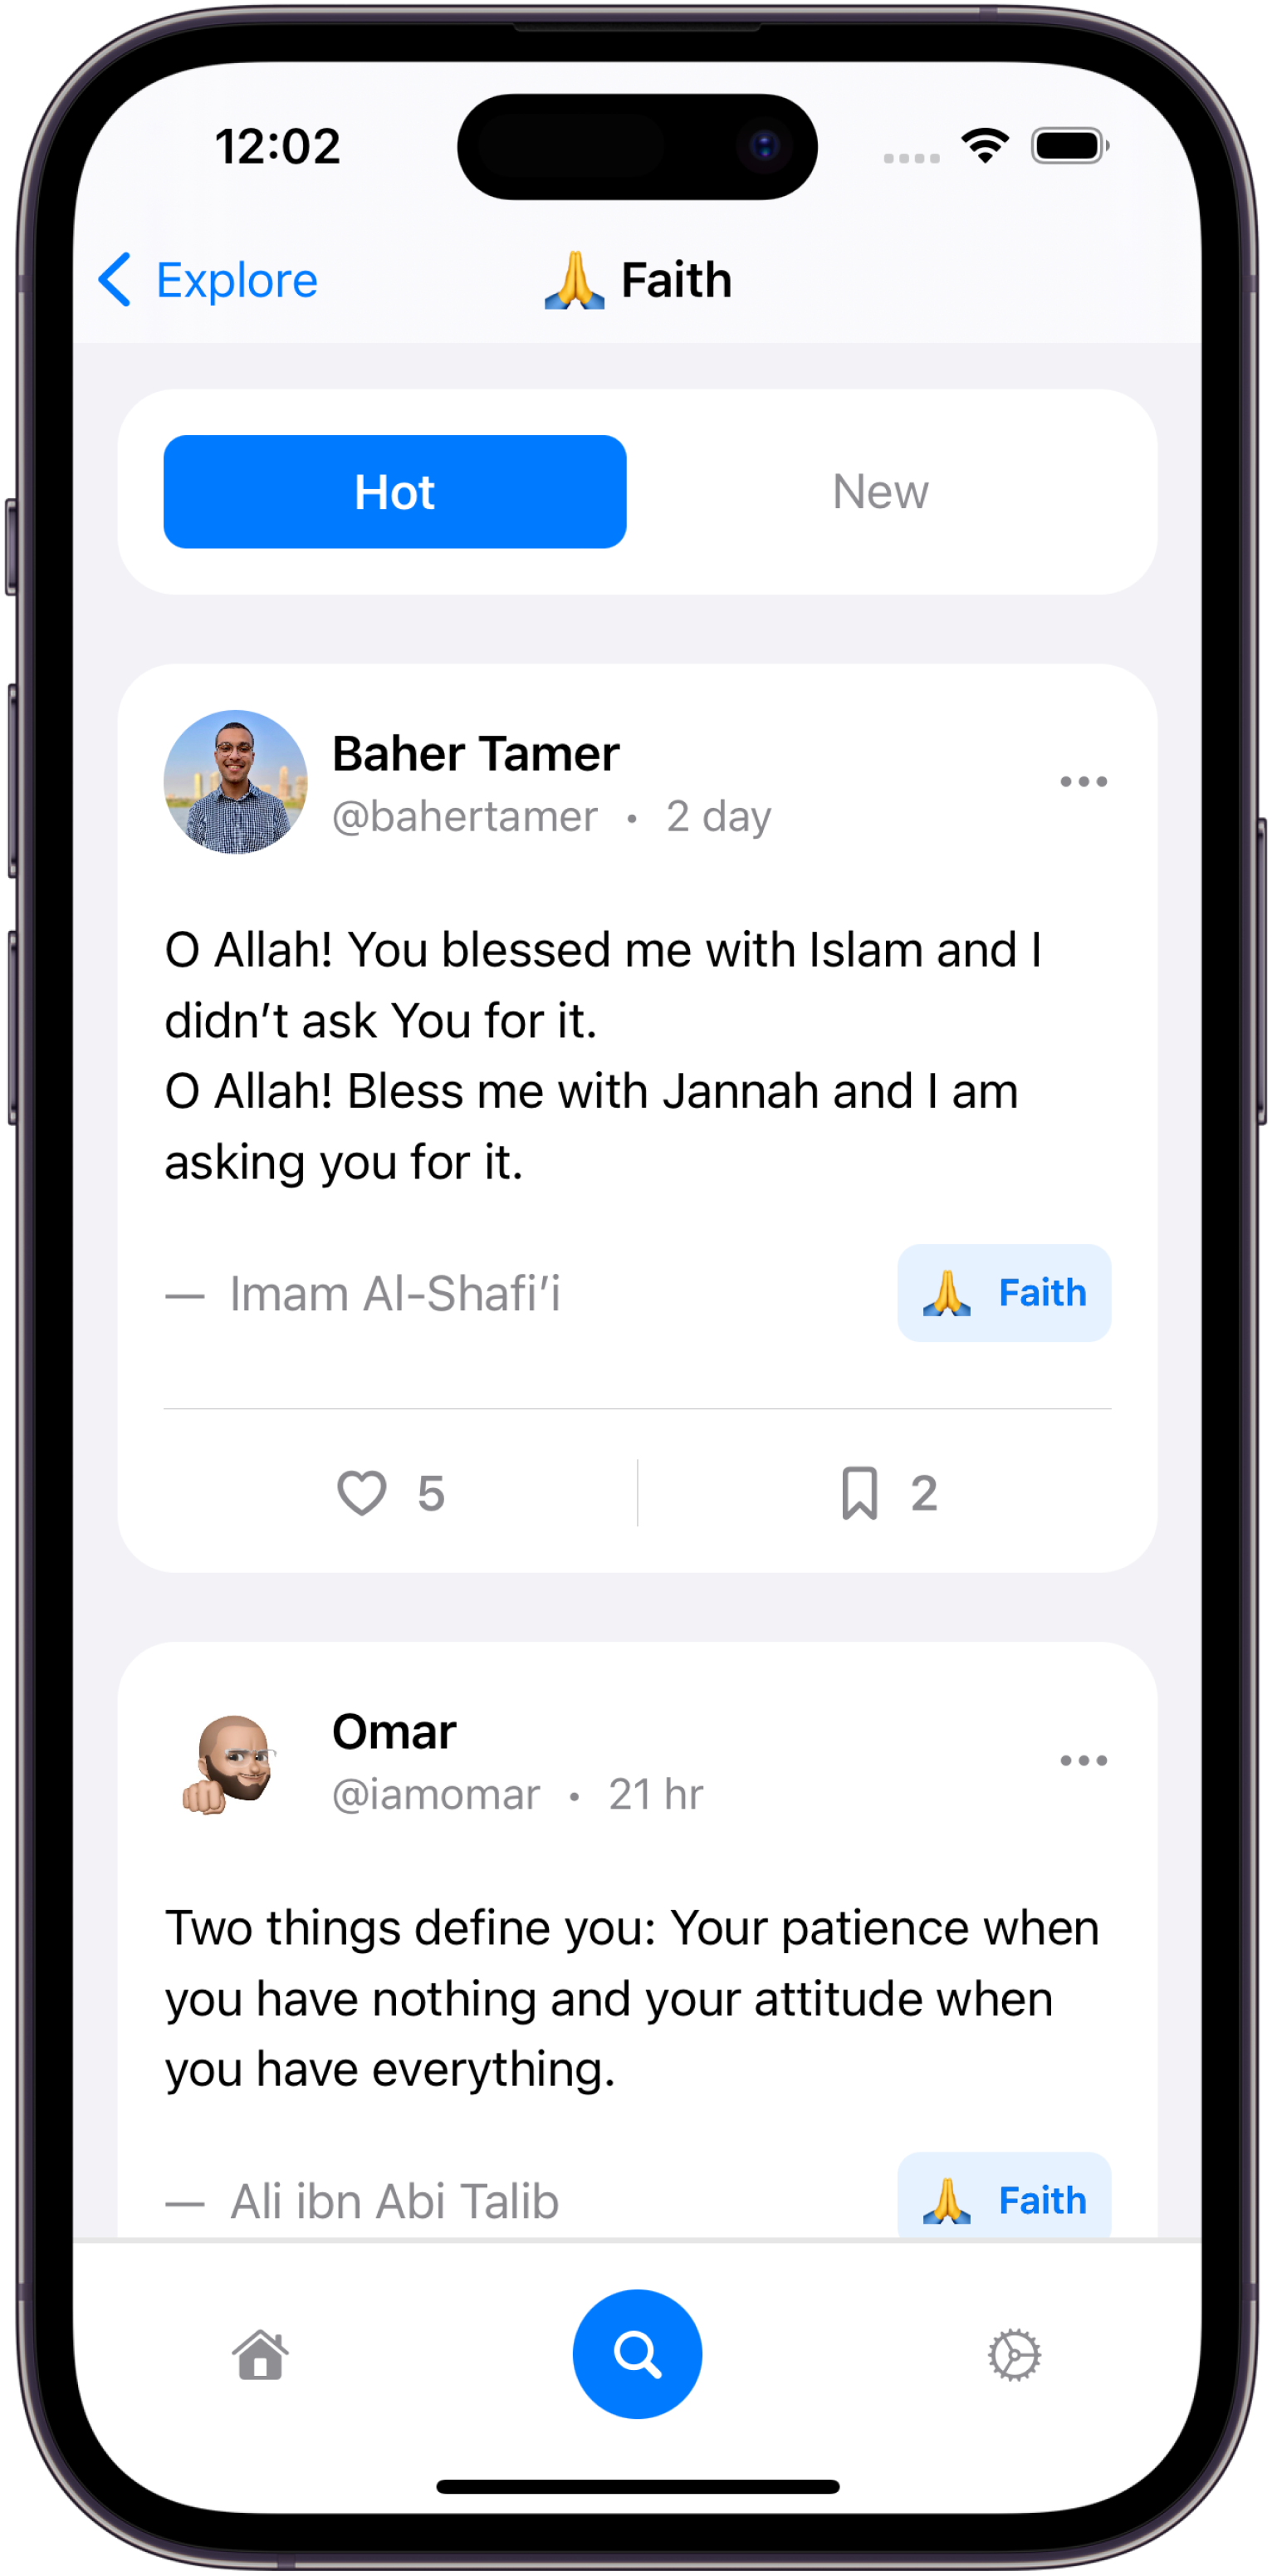 12:02
Explore
🙏 Faith
Hot
New
Baher Tamer
@bahertamer • 2 day
O Allah! You blessed me with Islam and I
didn’t ask You for it.
O Allah! Bless me with Jannah and I am
asking you for it.
— Imam Al-Shafi’i
🙏 Faith
5
2
Omar
@iamomar • 21 hr
Two things define you: Your patience when
you have nothing and your attitude when
you have everything.
— Ali ibn Abi Talib
🙏 Faith